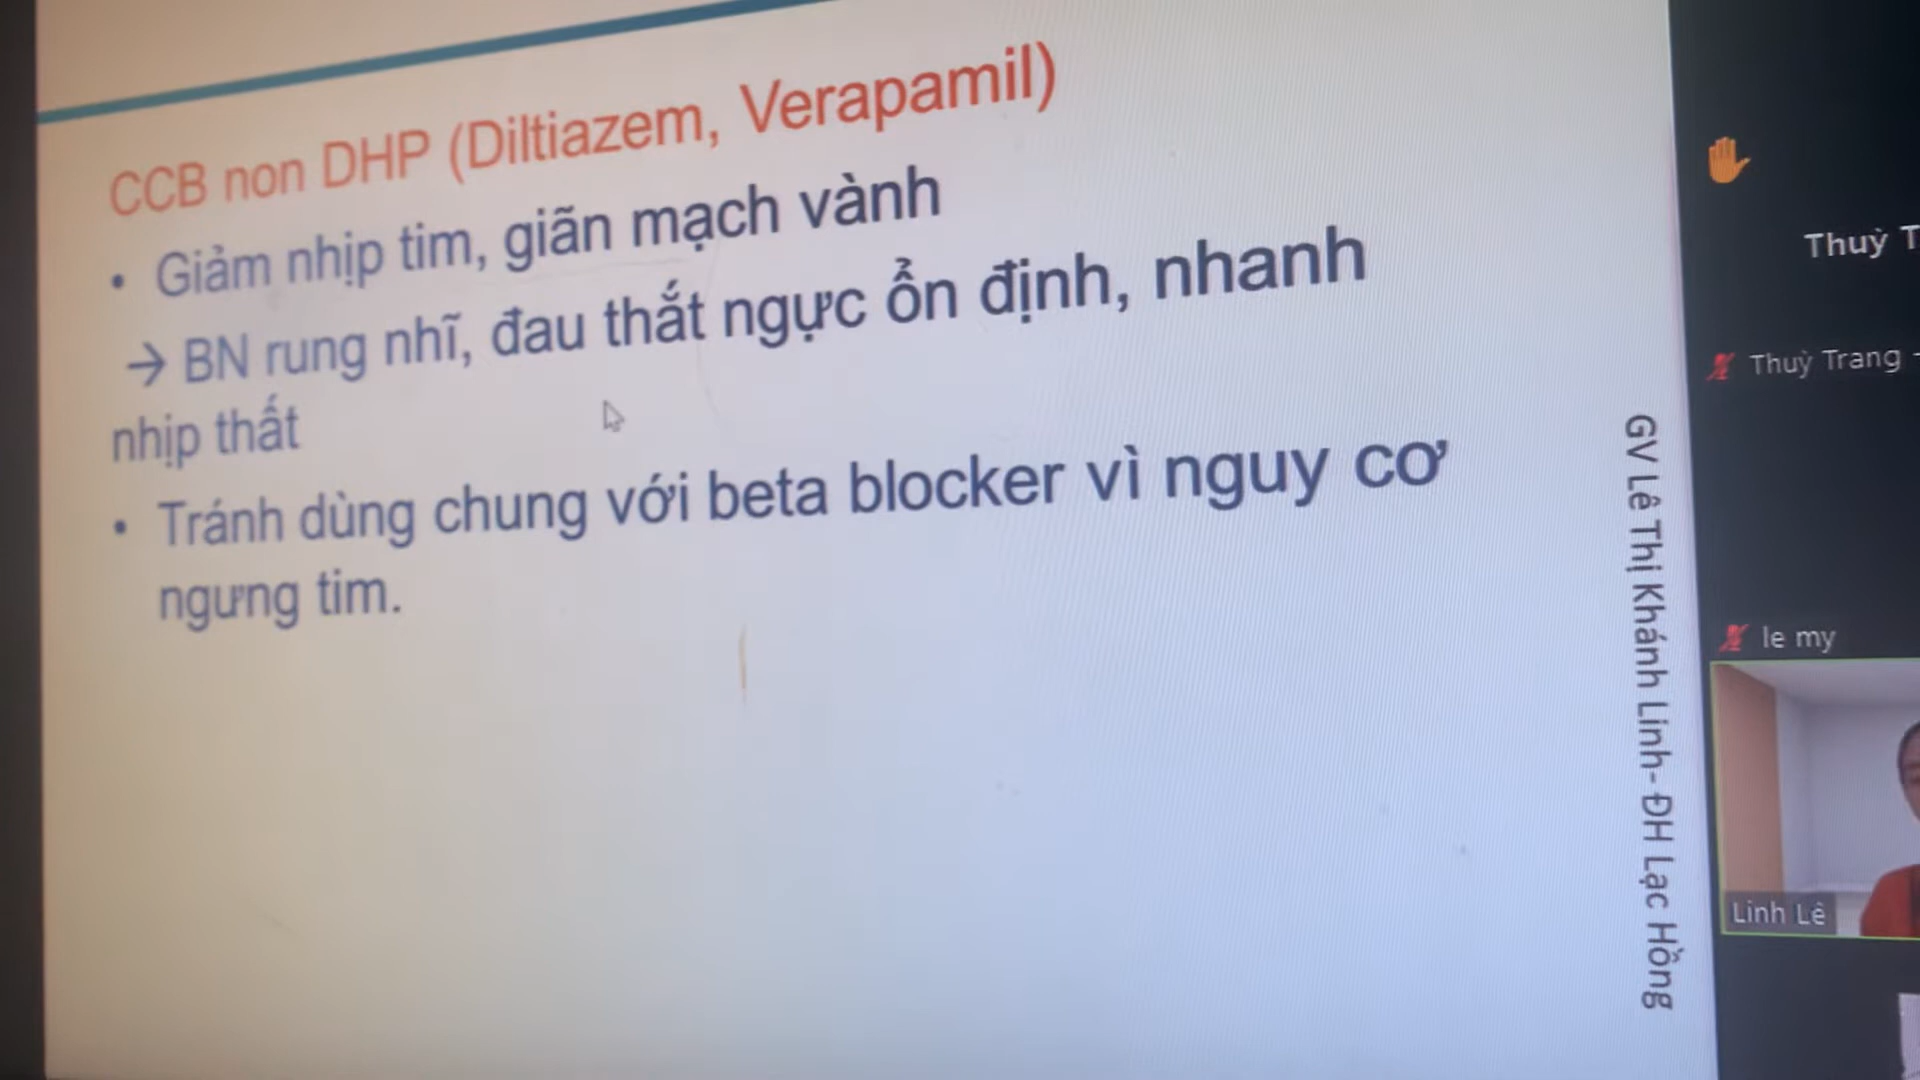 CCB non DHP (Diltiazem, Verapamil)
• Giảm nhịp tim, giãn mạch vành
→ BN rung nhĩ, đau thắt ngực ổn định, nhanh
nhịp thất
• Tránh dùng chung với beta blocker vì nguy cơ
ngưng tim.
GV Lê Thị Khánh Linh- ĐH Lạc Hồng
Thuỳ T
Thuỳ Trang -
le my
Linh Lê